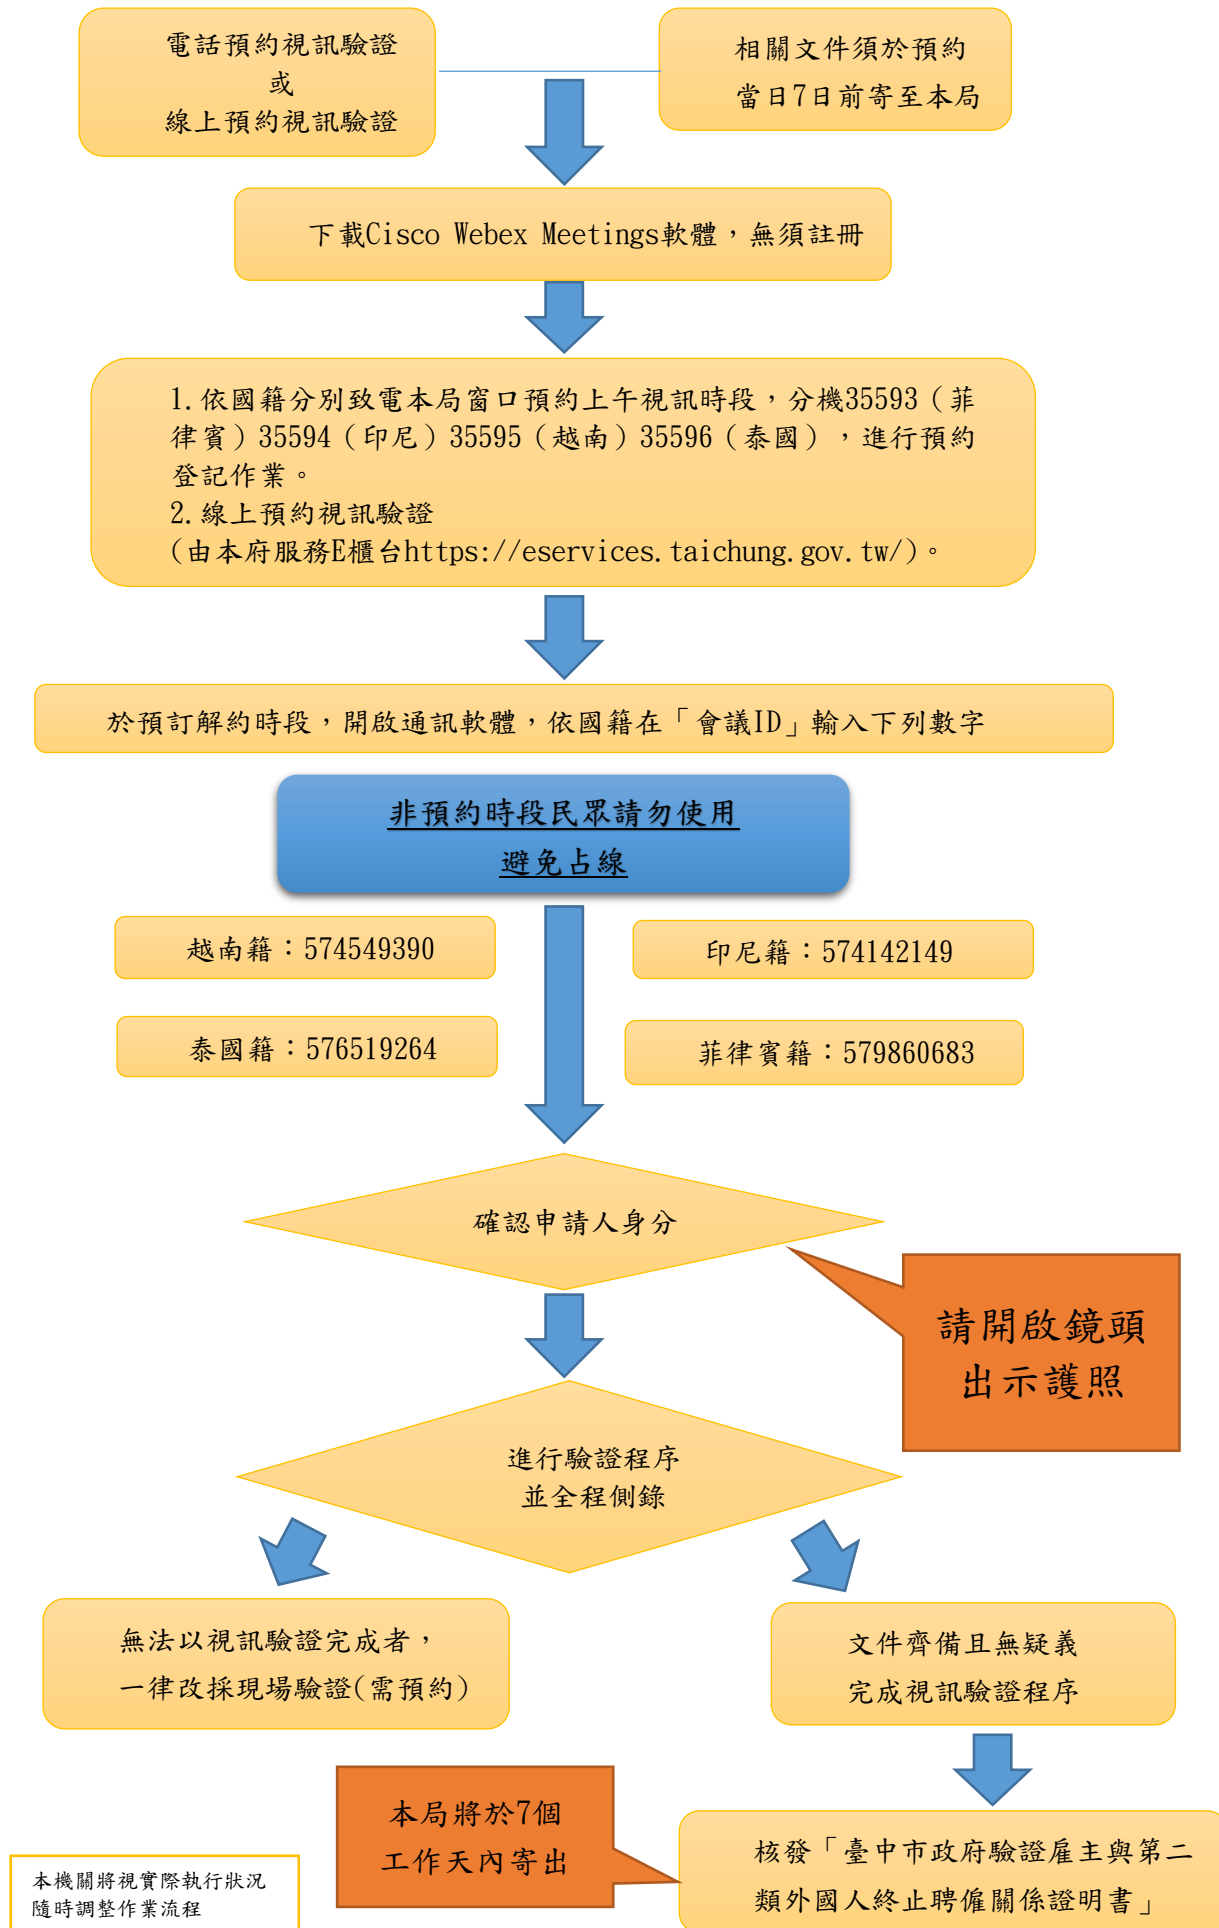 電話預約視訊驗證
或
線上預約視訊驗證
相關文件須於預約
當日7日前寄至本局
下載Cisco Webex Meetings軟體，無須註冊
1.依國籍分別致電本局窗口預約上午視訊時段，分機35593（菲
律賓）35594（印尼）35595（越南）35596（泰國），進行預約
登記作業。
2.線上預約視訊驗證
(由本府服務E櫃台https://eservices.taichung.gov.tw/)。
於預訂解約時段，開啟通訊軟體，依國籍在「會議ID」輸入下列數字
非預約時段民眾請勿使用
避免占線
越南籍：574549390
印尼籍：574142149
泰國籍：576519264
菲律賓籍：579860683
確認申請人身分
請開啟鏡頭
出示護照
進行驗證程序
並全程側錄
無法以視訊驗證完成者，
一律改採現場驗證(需預約)
文件齊備且無疑義
完成視訊驗證程序
本局將於7個
工作天內寄出
核發「臺中市政府驗證雇主與第二
類外國人終止聘僱關係證明書」
本機關將視實際執行狀況
隨時調整作業流程